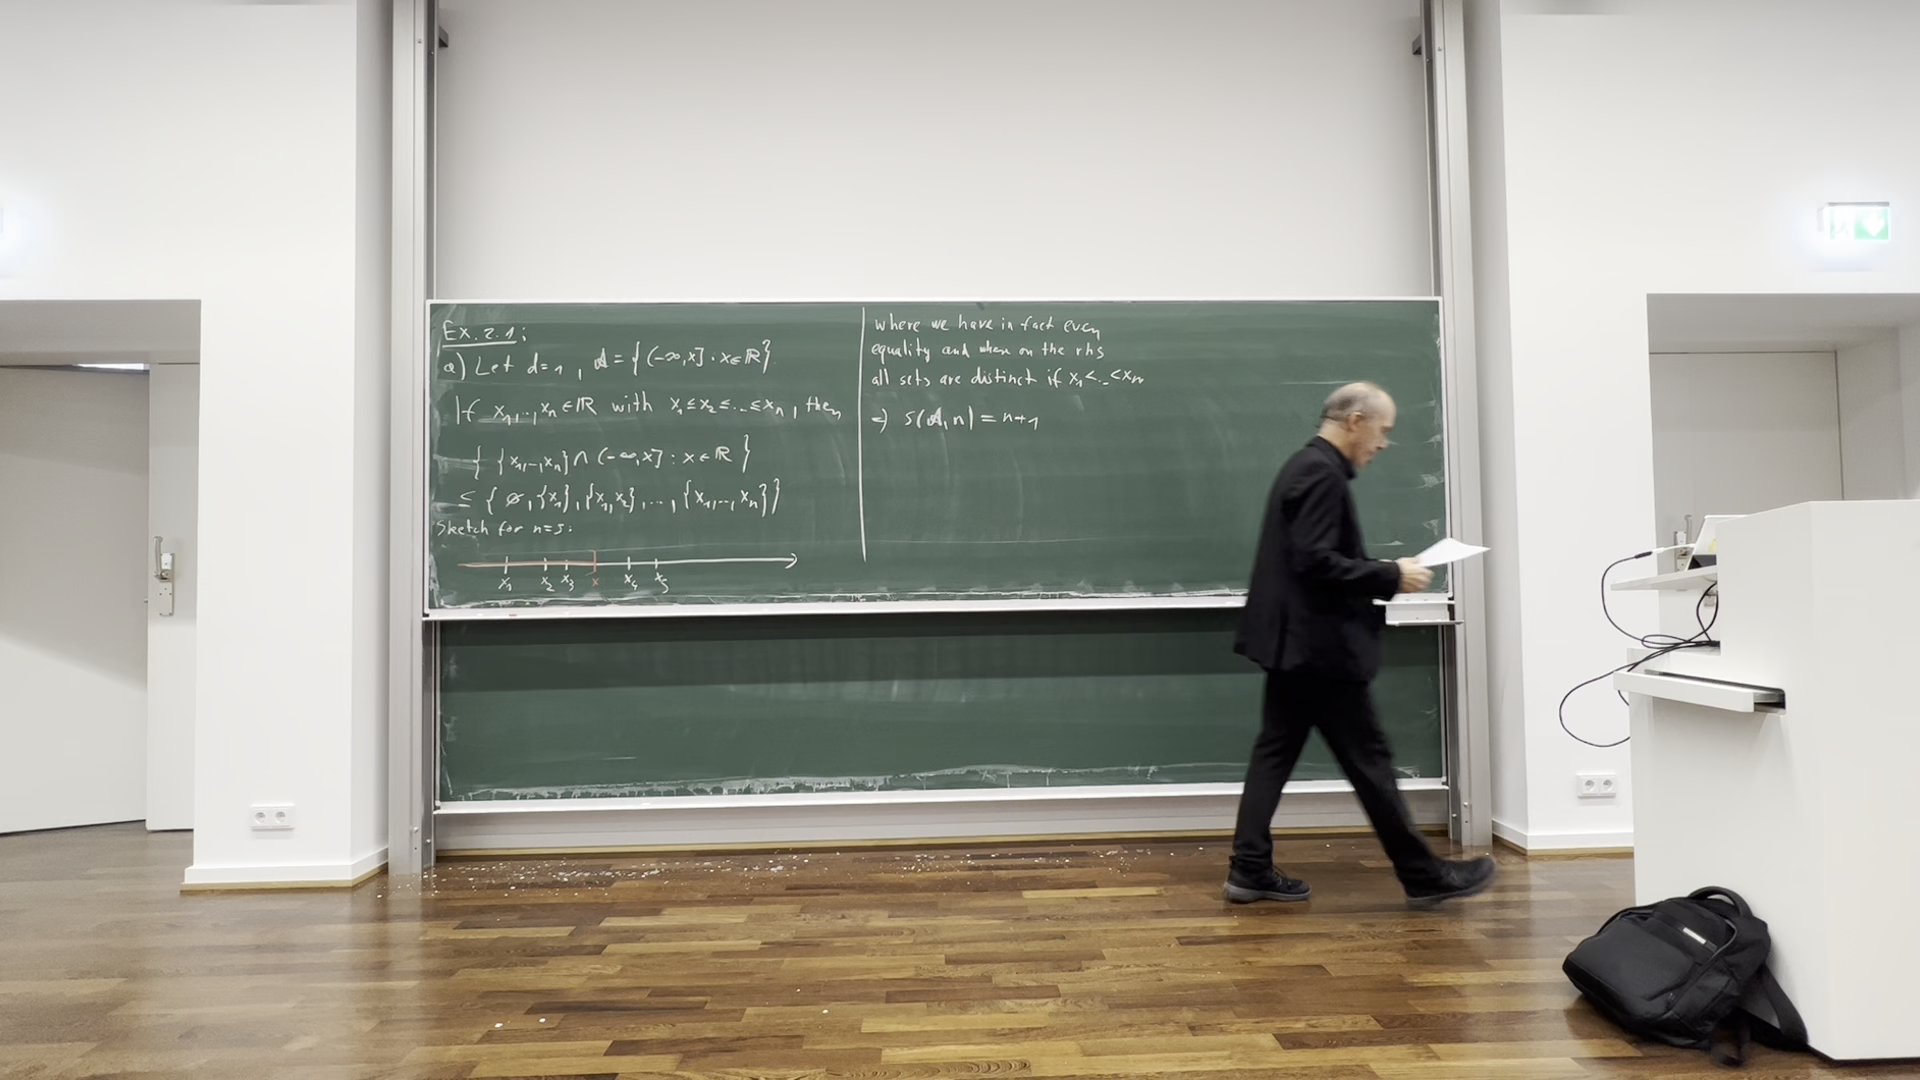 Ex. 2.1:
a) Let d=1, 𝒜 = { (-∞,x] : x∈ℝ }
If x₁,..,xₙ ∈ ℝ with x₁≤x₂≤...≤xₙ, then
{ {x₁,..,xₙ} ∩ (-∞,x] : x∈ℝ }
⊆ { ∅, {x₁}, {x₁,x₂}, ..., {x₁,..., xₙ} }
Sketch for n=5:
x₁ x₂ x₃ x x₄ x₅
where we have in fact even
equality and when on the rhs
all sets are distinct if x₁<...<xₙ
⇒ S(𝒜,n) = n+1